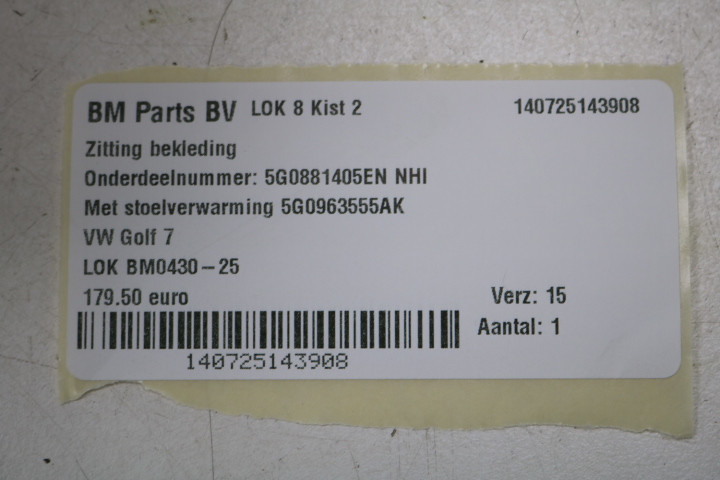 BM Parts BV LOK 8 Kist 2 140725143908
Zitting bekleding
Onderdeelnummer: 5G0881405EN NHI
Met stoelverwarming 5G0963555AK
VW Golf 7
LOK BM0430-25
179.50 euro Verz: 15
Aantal: 1
140725143908